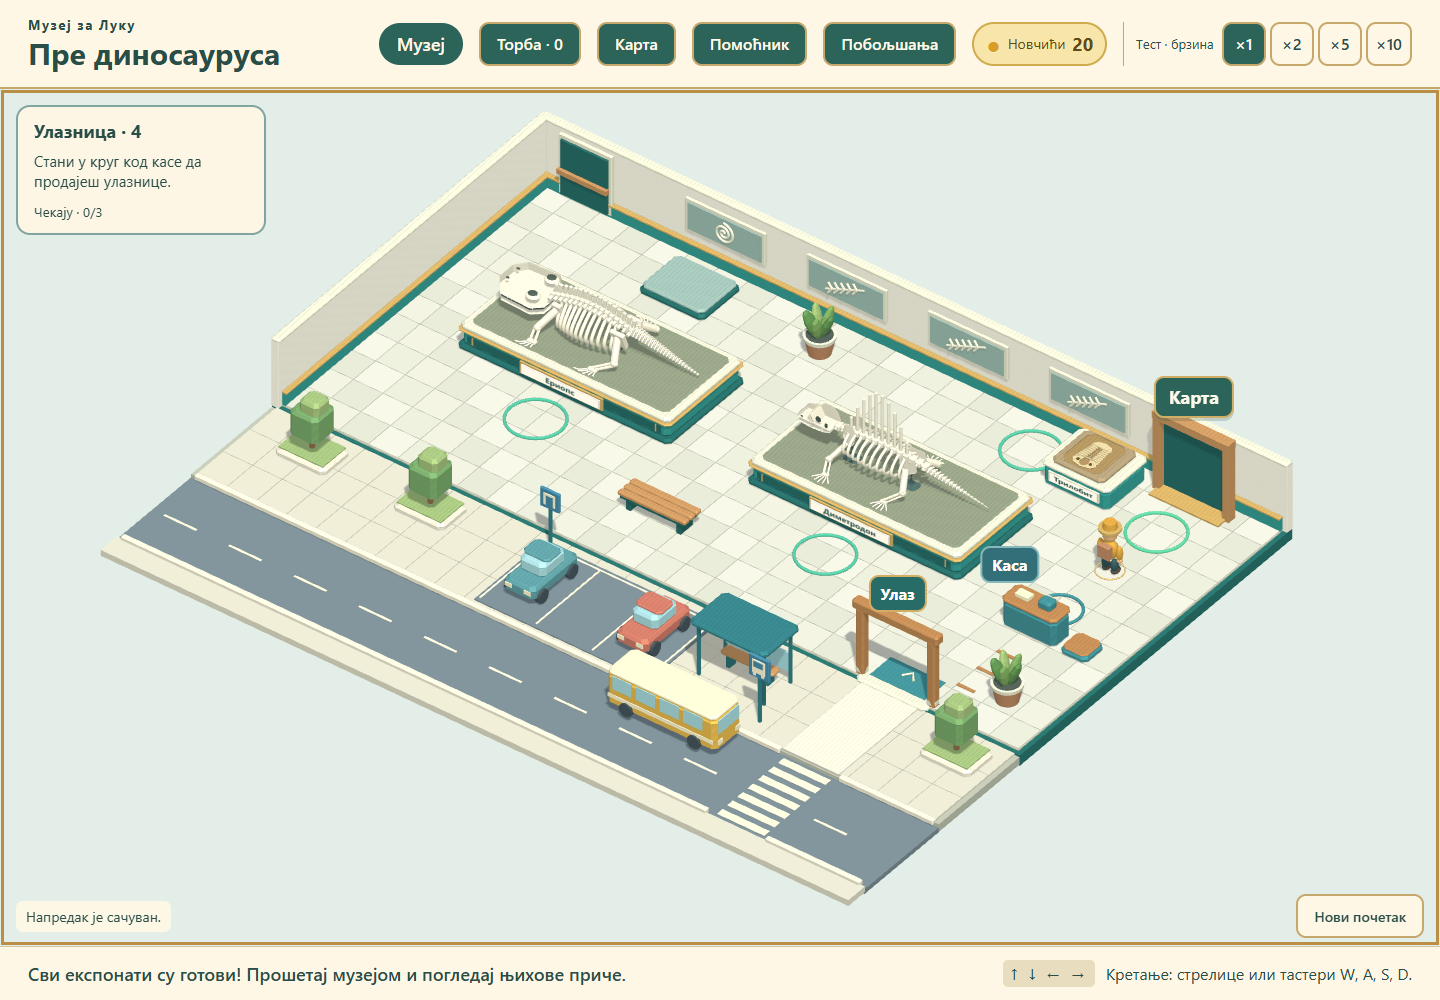 Музеј за Луку
Пре диносауруса
Музеј
Торба · 0
Карта
Помоћник
Побољшања
Новчићи 20
Тест · брзина
×1
×2
×5
×10
Улазница · 4
Стани у круг код касе да
продајеш улазнице.
Чекају · 0/3
Карта
Ериопс
Трилобит
Диметродон
Каса
Улаз
Напредак је сачуван.
Нови почетак
Сви експонати су готови! Прошетај музејом и погледај њихове приче.
↑ ↓ ← → Кретање: стрелице или тастери W, A, S, D.